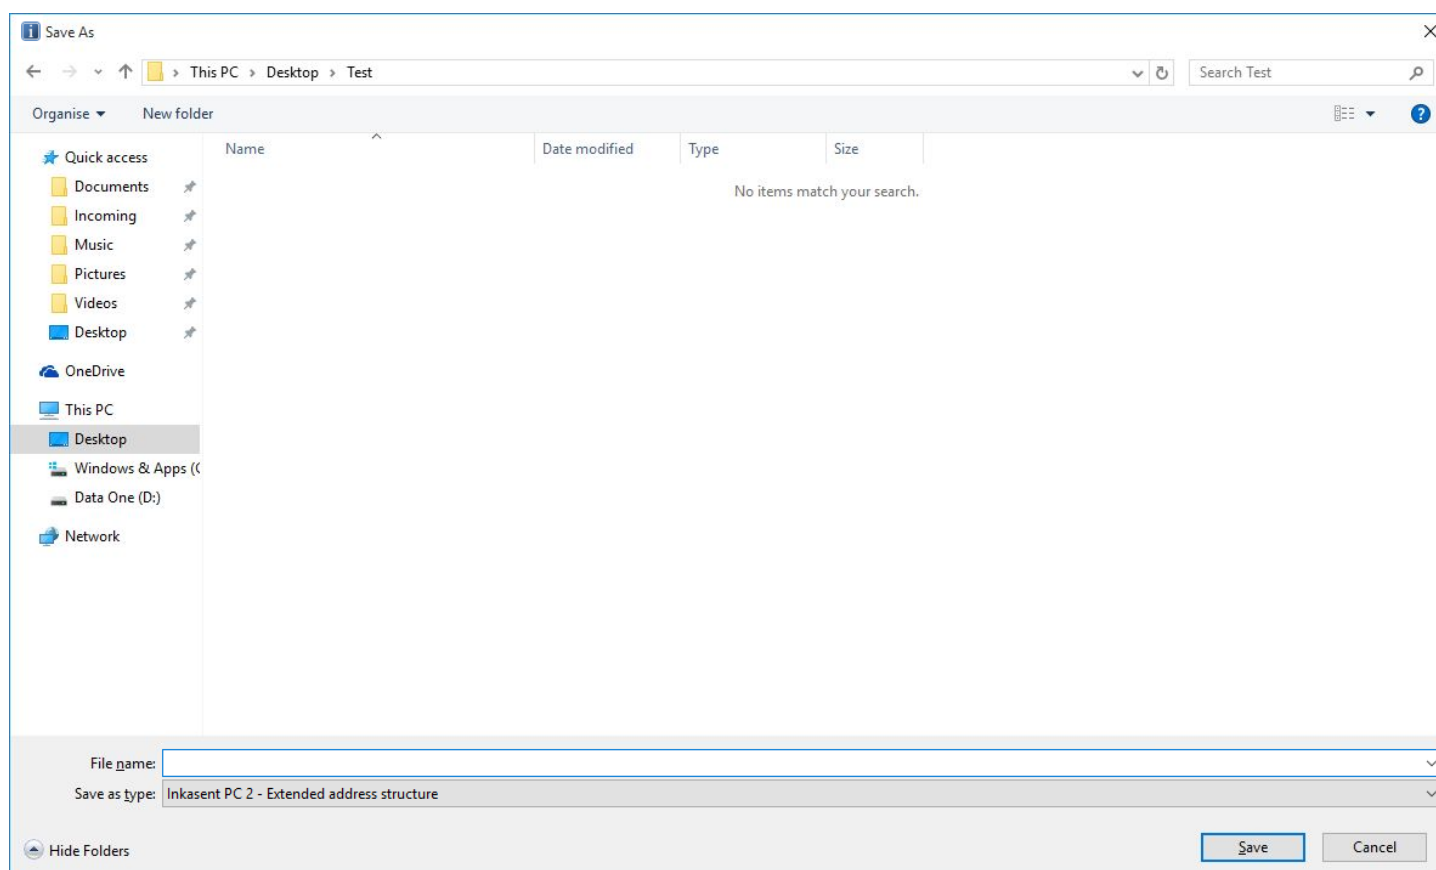 Save As
This PC > Desktop > Test
Search Test
Organise
New folder
Name
Date modified
Type
Size
No items match your search.
Quick access
Documents
Incoming
Music
Pictures
Videos
Desktop
OneDrive
This PC
Desktop
Windows & Apps (
Data One (D:)
Network
File name:
Save as type: Inkasent PC 2 - Extended address structure
Hide Folders
Save
Cancel